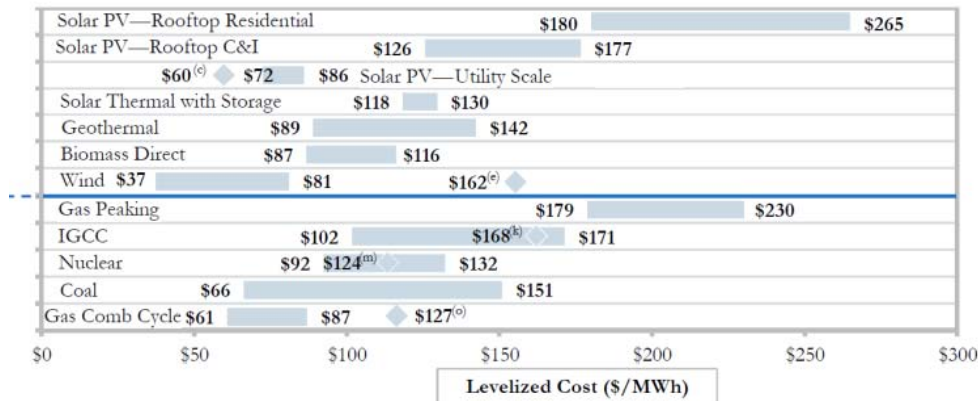 Solar PV—Rooftop Residential $180 $265
Solar PV—Rooftop C&I $126 $177
$60(c) $72 $86 Solar PV—Utility Scale
Solar Thermal with Storage $118 $130
Geothermal $89 $142
Biomass Direct $87 $116
Wind $37 $81 $162(e)
Gas Peaking $179 $230
IGCC $102 $168(k) $171
Nuclear $92 $124(m) $132
Coal $66 $151
Gas Comb Cycle $61 $87 $127(o)
$0 $50 $100 $150 $200 $250 $300
Levelized Cost ($/MWh)